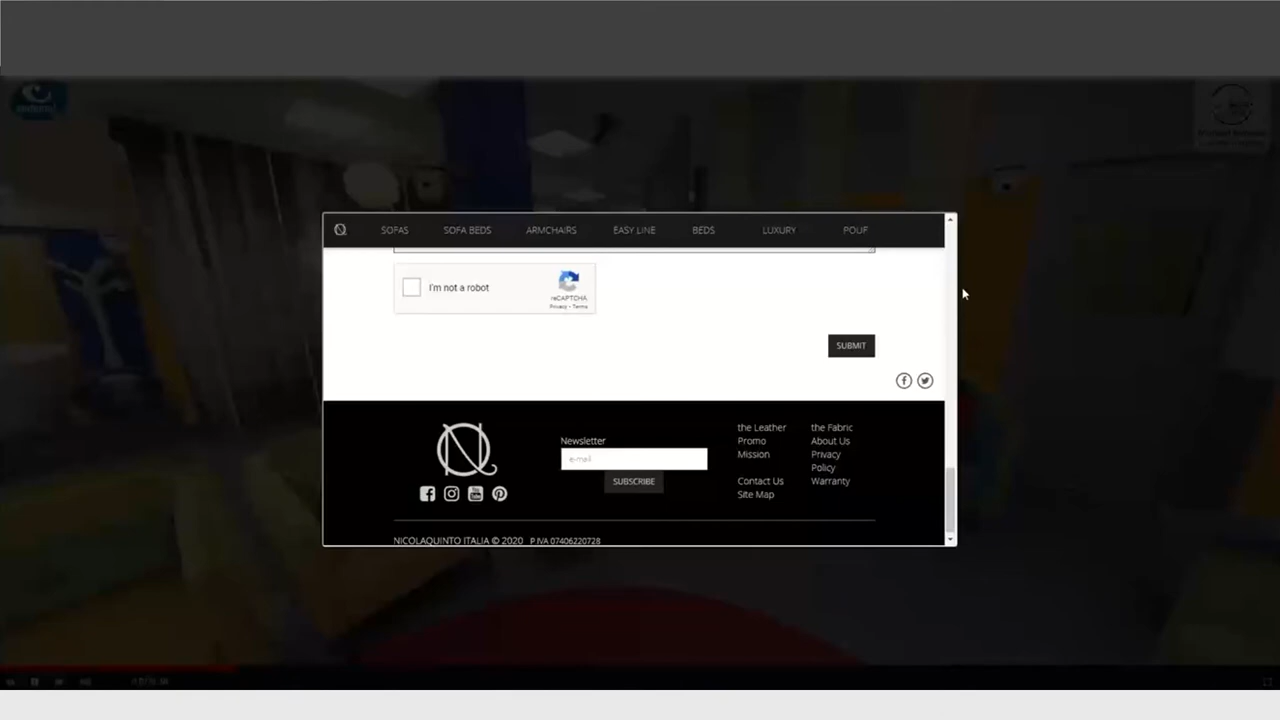 SOFAS SOFA BEDS ARMCHAIRS EASY LINE BEDS LUXURY POUF
I'm not a robot
reCAPTCHA
Privacy - Terms
SUBMIT
Newsletter
e-mail
SUBSCRIBE
the Leather
Promo
Mission
Contact Us
Site Map
the Fabric
About Us
Privacy
Policy
Warranty
NICOLAQUINTO ITALIA © 2020 P IVA 07406220728